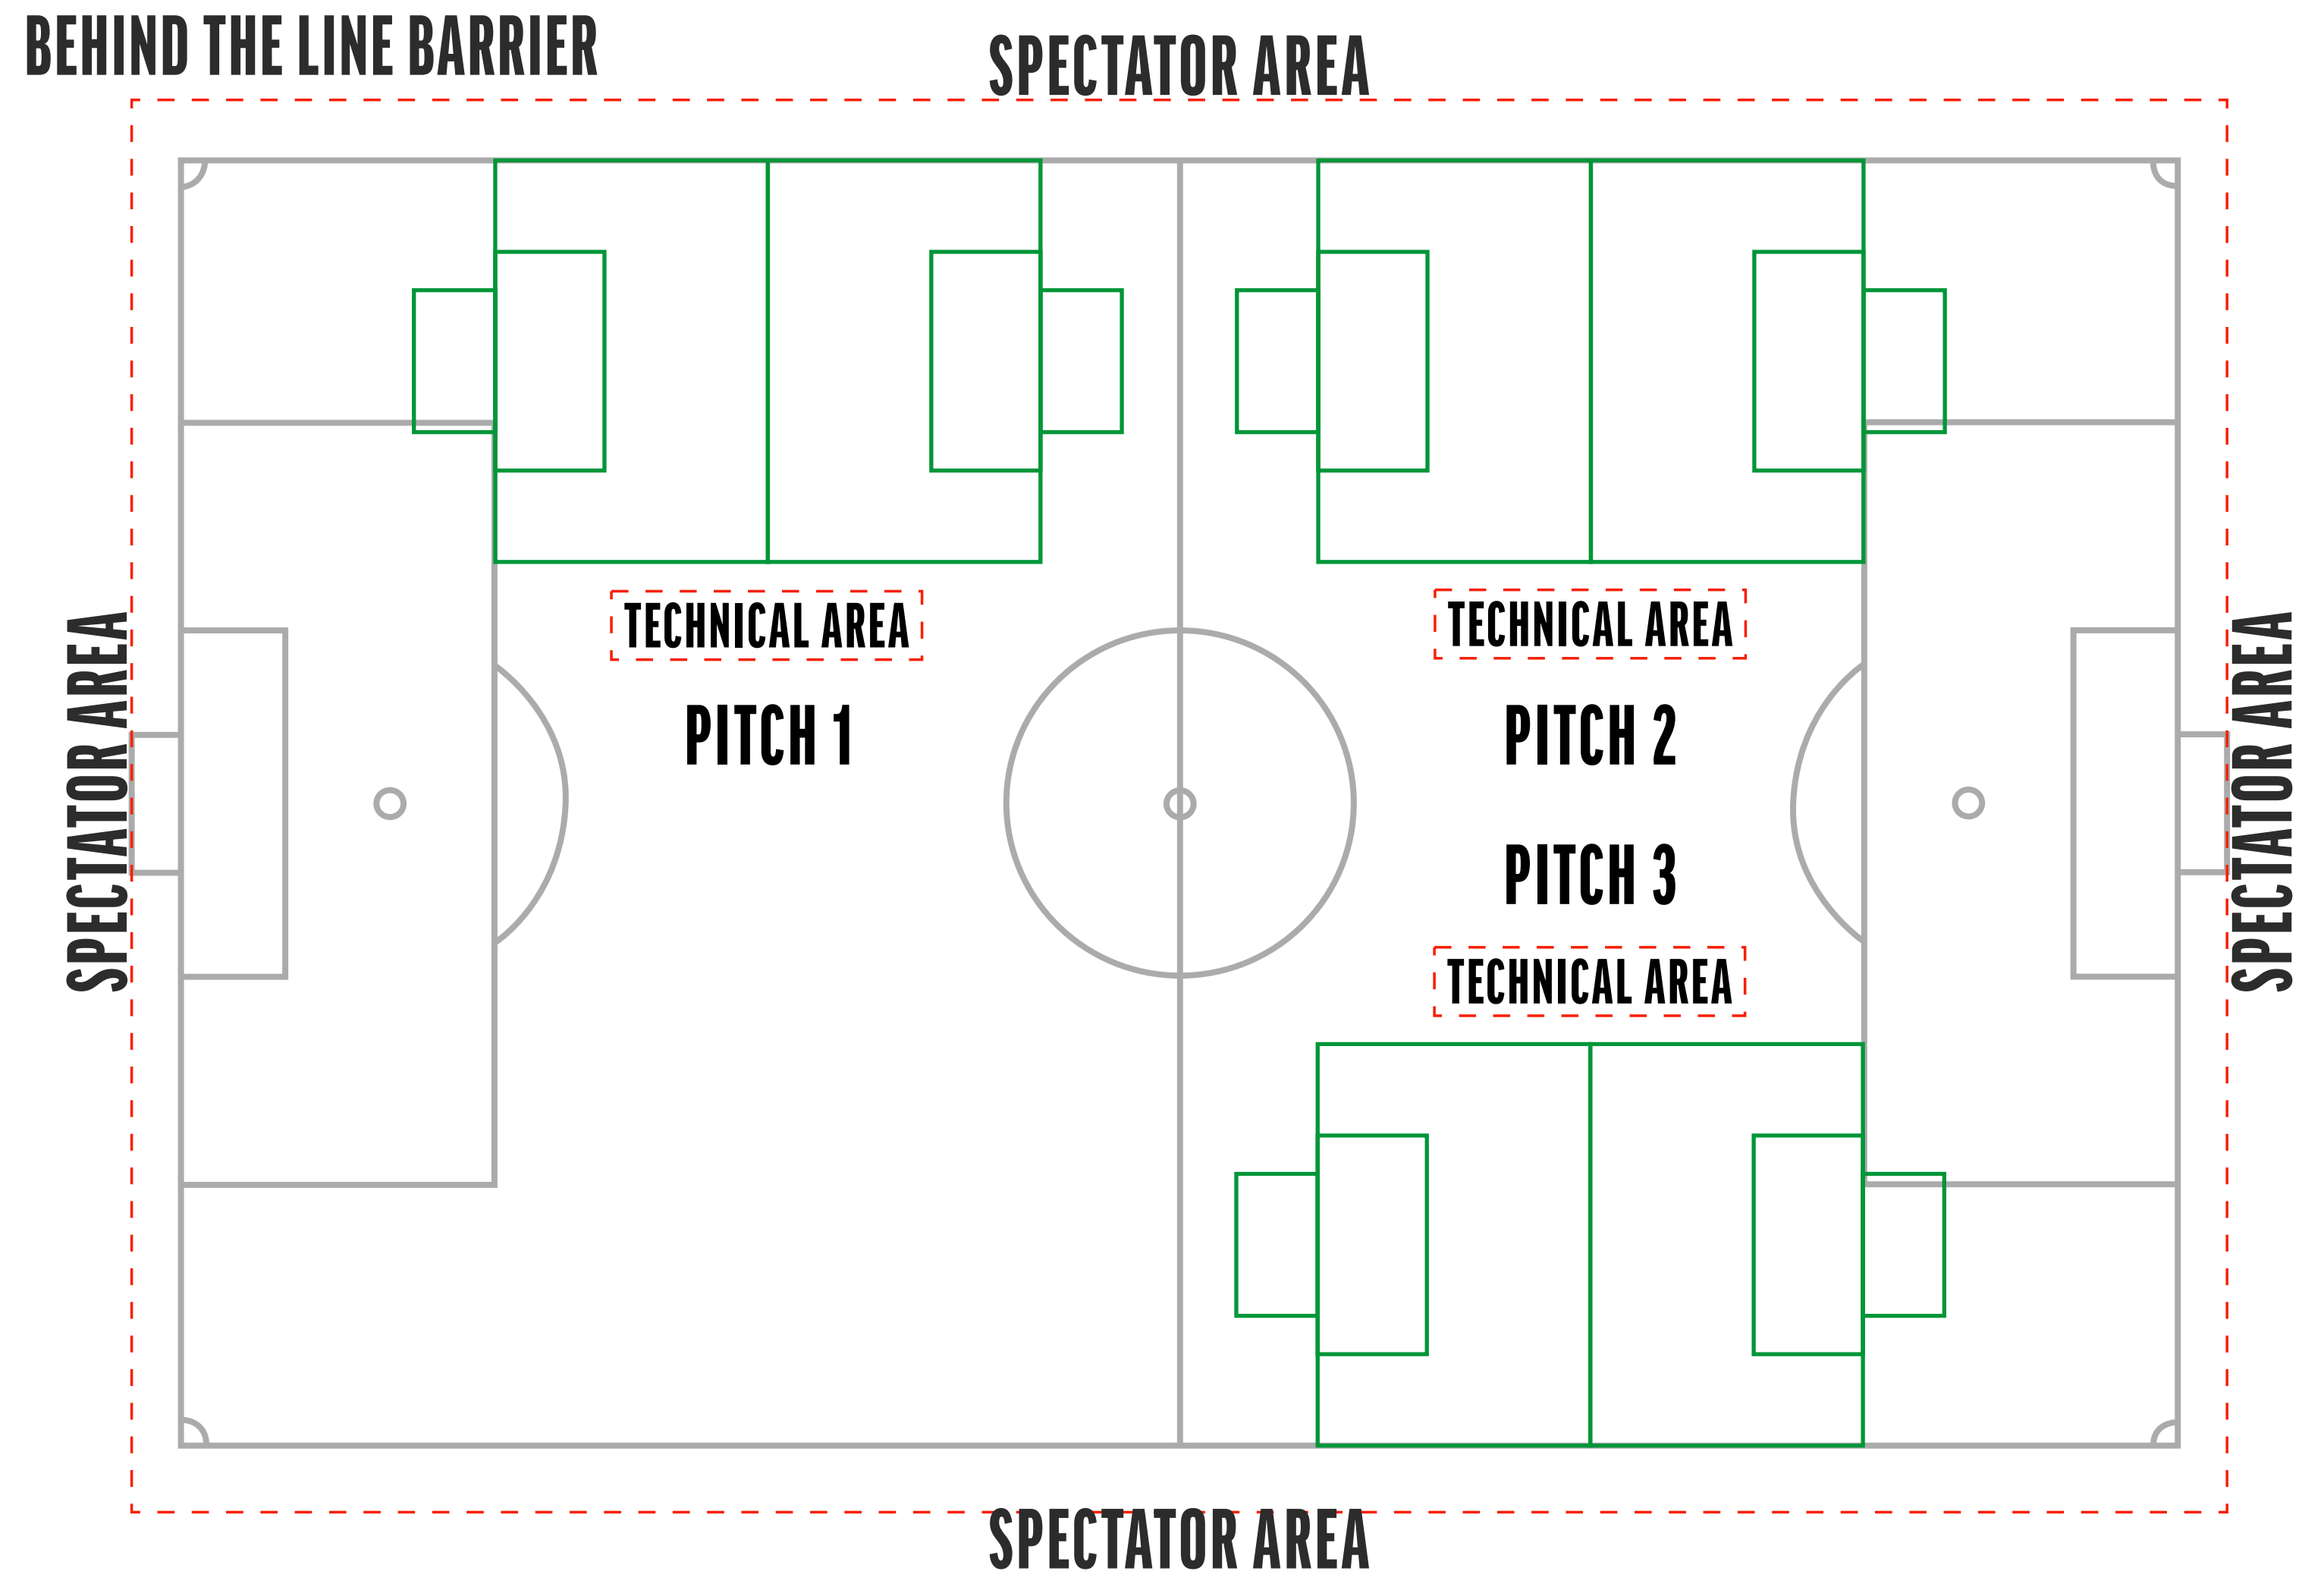 BEHIND THE LINE BARRIER
SPECTATOR AREA
TECHNICAL AREA
TECHNICAL AREA
PITCH 1
PITCH 2
SPECTATOR AREA
SPECTATOR AREA
PITCH 3
TECHNICAL AREA
SPECTATOR AREA